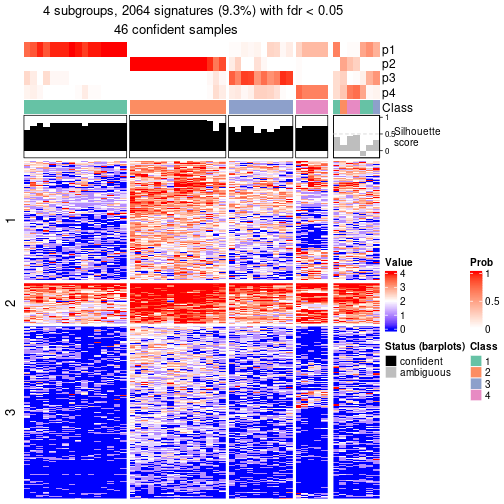 4 subgroups, 2064 signatures (9.3%) with fdr < 0.05
46 confident samples
p1
p2
p3
p4
Class
1
0.5
0
Silhouette
score
1
2
3
Value
4
3
2
1
0
Prob
1
0.5
0
Status (barplots)
confident
ambiguous
Class
1
2
3
4